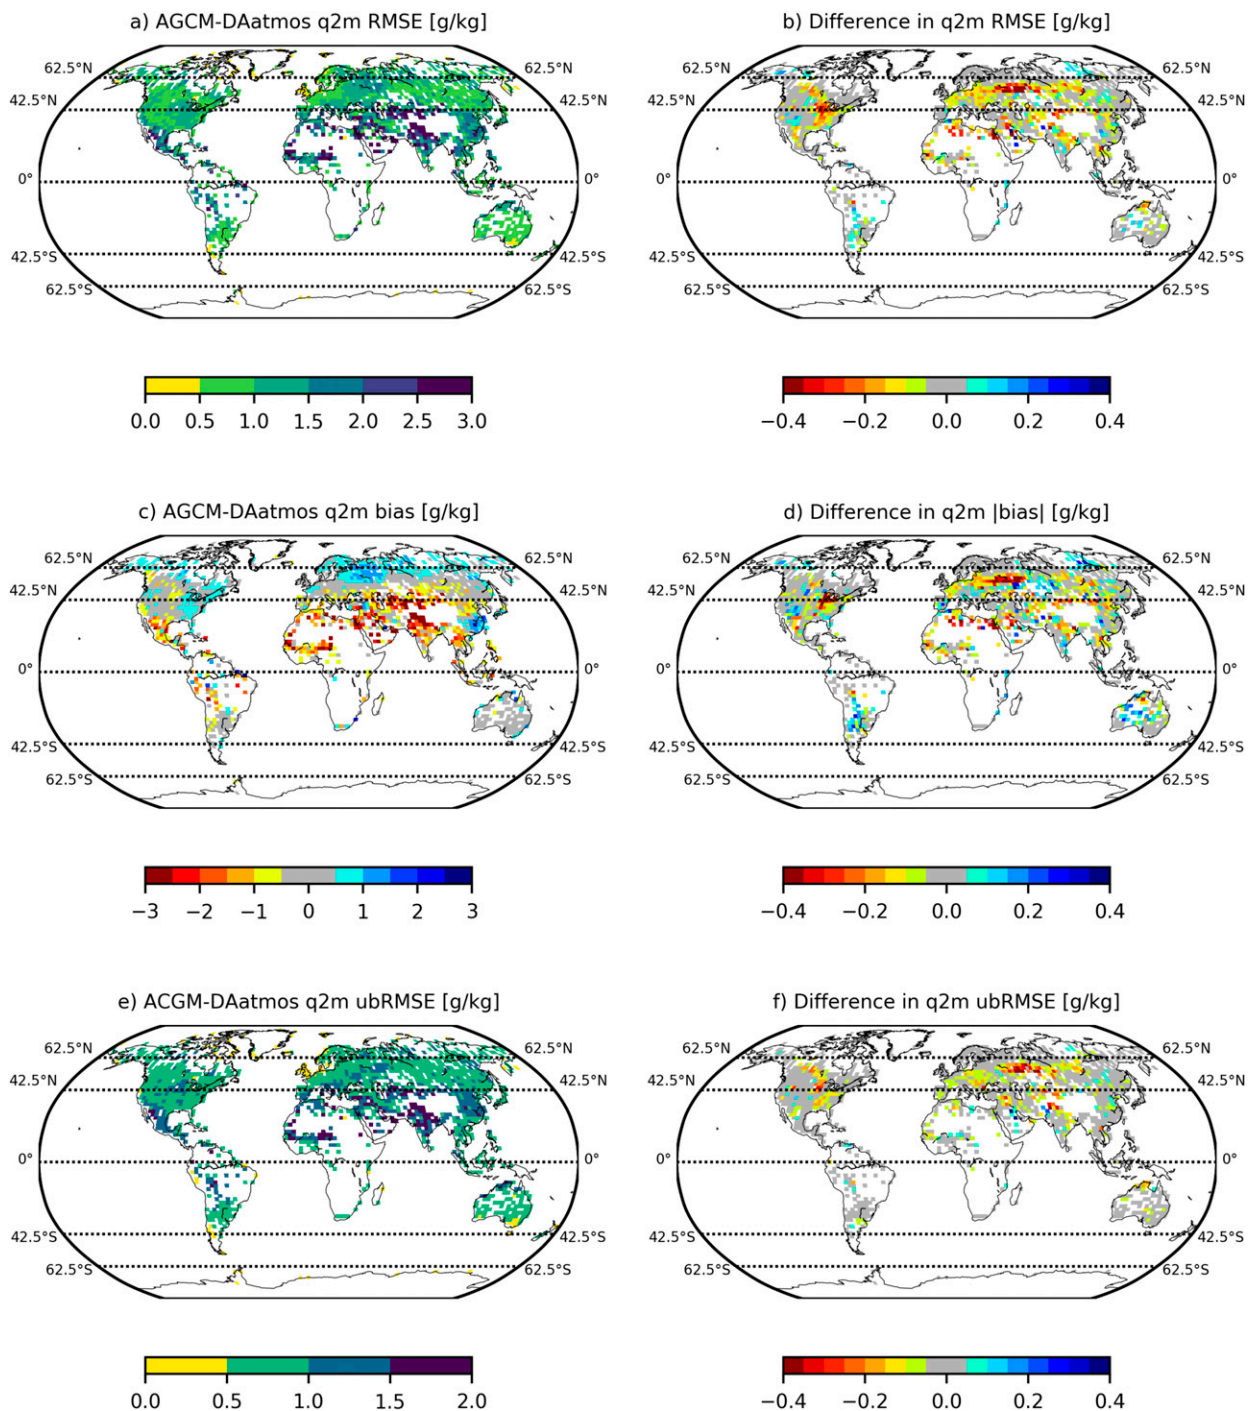 a) AGCM-DAatmos q2m RMSE [g/kg]
b) Difference in q2m RMSE [g/kg]
62.5°N 62.5°N 62.5°N 62.5°N
42.5°N 42.5°N 42.5°N 42.5°N
0° 0° 0° 0°
42.5°S 42.5°S 42.5°S 42.5°S
62.5°S 62.5°S 62.5°S 62.5°S
0.0 0.5 1.0 1.5 2.0 2.5 3.0
−0.4 −0.2 0.0 0.2 0.4
c) AGCM-DAatmos q2m bias [g/kg]
d) Difference in q2m |bias| [g/kg]
62.5°N 62.5°N 62.5°N 62.5°N
42.5°N 42.5°N 42.5°N 42.5°N
0° 0° 0° 0°
42.5°S 42.5°S 42.5°S 42.5°S
62.5°S 62.5°S 62.5°S 62.5°S
−3 −2 −1 0 1 2 3
−0.4 −0.2 0.0 0.2 0.4
e) ACGM-DAatmos q2m ubRMSE [g/kg]
f) Difference in q2m ubRMSE [g/kg]
62.5°N 62.5°N 62.5°N 62.5°N
42.5°N 42.5°N 42.5°N 42.5°N
0° 0° 0° 0°
42.5°S 42.5°S 42.5°S 42.5°S
62.5°S 62.5°S 62.5°S 62.5°S
0.0 0.5 1.0 1.5 2.0
−0.4 −0.2 0.0 0.2 0.4